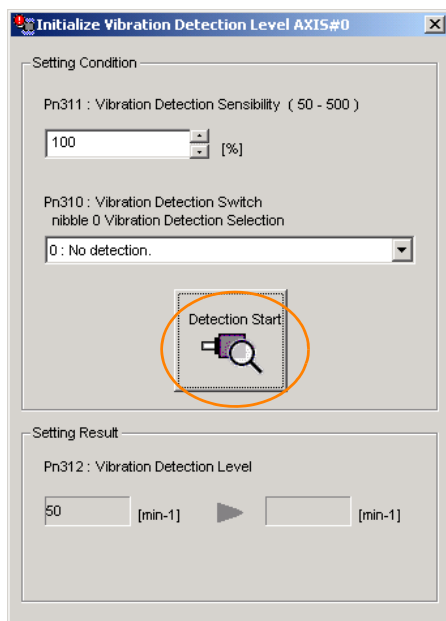 Initialize Vibration Detection Level AXIS#0
Setting Condition
Pn311 : Vibration Detection Sensibility ( 50 - 500 )
100
[%]
Pn310 : Vibration Detection Switch
nibble 0 Vibration Detection Selection
0 : No detection.
Detection Start
Setting Result
Pn312 : Vibration Detection Level
50 [min-1] [min-1]